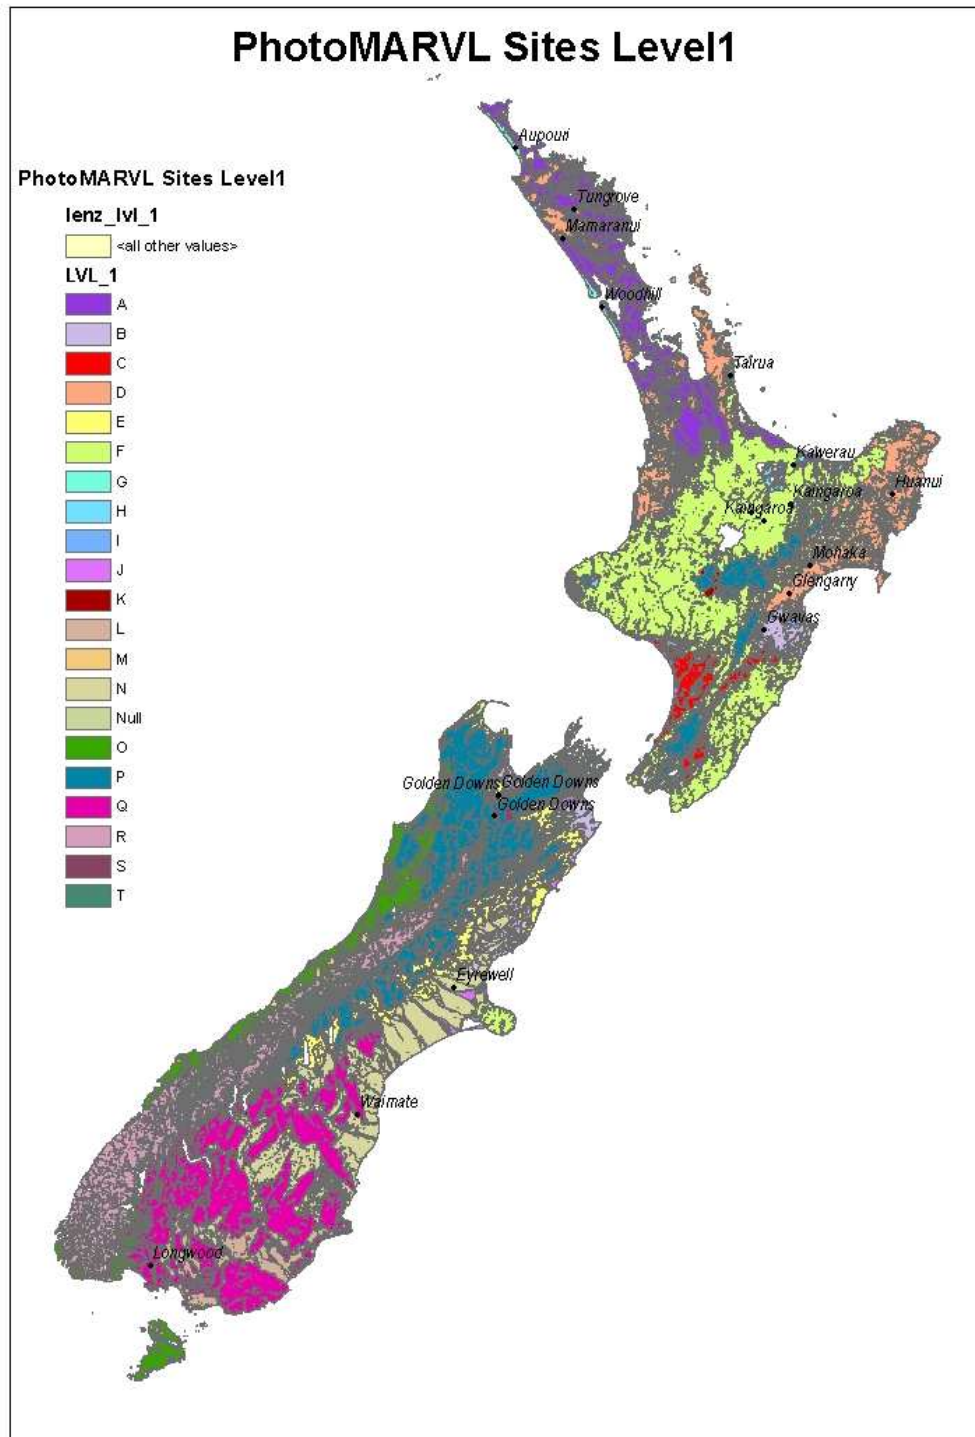 PhotoMARVL Sites Level1
PhotoMARVL Sites Level1
lenz_lvl_1
<all other values>
LVL_1
A
B
C
D
E
F
G
H
I
J
K
L
M
N
Null
O
P
Q
R
S
T
Aupouri
Tungrove
Mamaranui
Woodhill
Tairua
Kawerau
Huanui
Kaingaroa
Kaingaroa
Mohaka
Glengarry
Gwavas
Golden Downs
Golden Downs
Golden Downs
Eyrewell
Waimate
Longwood